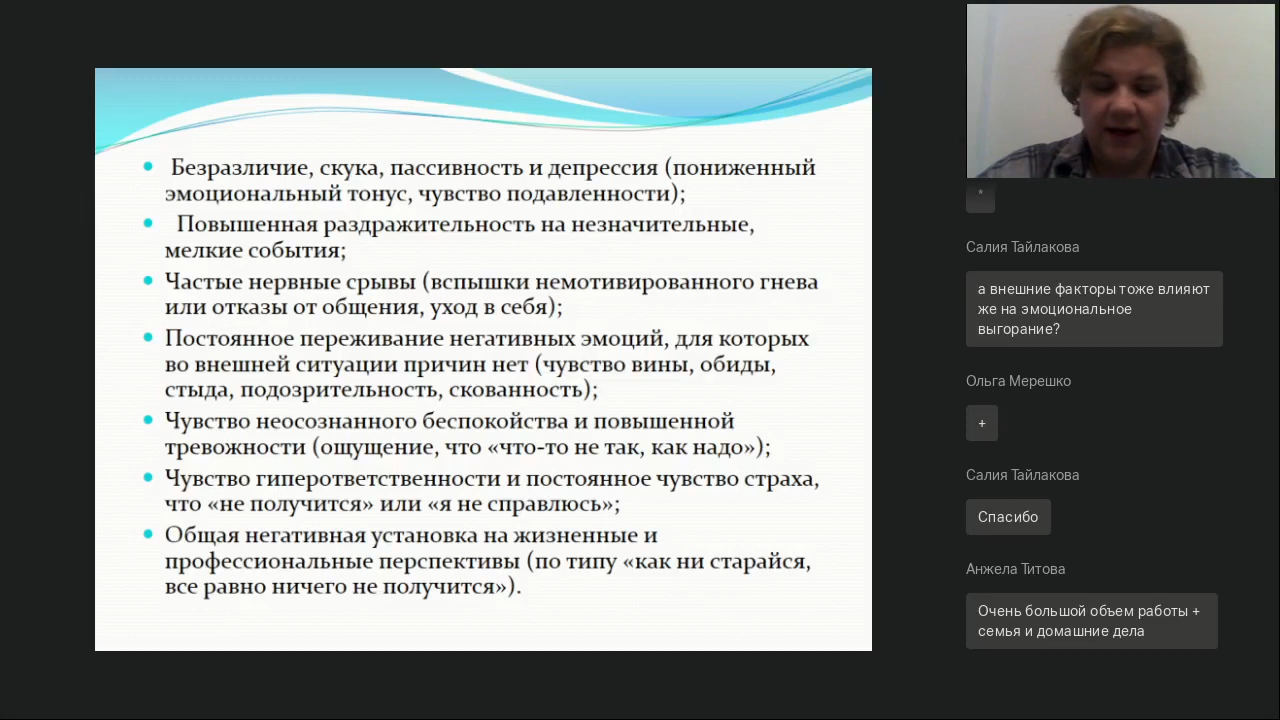 Безразличие, скука, пассивность и депрессия (пониженный
эмоциональный тонус, чувство подавленности);
Повышенная раздражительность на незначительные,
мелкие события;
Частые нервные срывы (вспышки немотивированного гнева
или отказы от общения, уход в себя);
Постоянное переживание негативных эмоций, для которых
во внешней ситуации причин нет (чувство вины, обиды,
стыда, подозрительность, скованность);
Чувство неосознанного беспокойства и повышенной
тревожности (ощущение, что «что-то не так, как надо»);
Чувство гиперответственности и постоянное чувство страха,
что «не получится» или «я не справлюсь»;
Общая негативная установка на жизненные и
профессиональные перспективы (по типу «как ни старайся,
все равно ничего не получится»).
*
Салия Тайлакова
а внешние факторы тоже влияют
же на эмоциональное
выгорание?
Ольга Мерешко
+
Салия Тайлакова
Спасибо
Анжела Титова
Очень большой объем работы +
семья и домашние дела